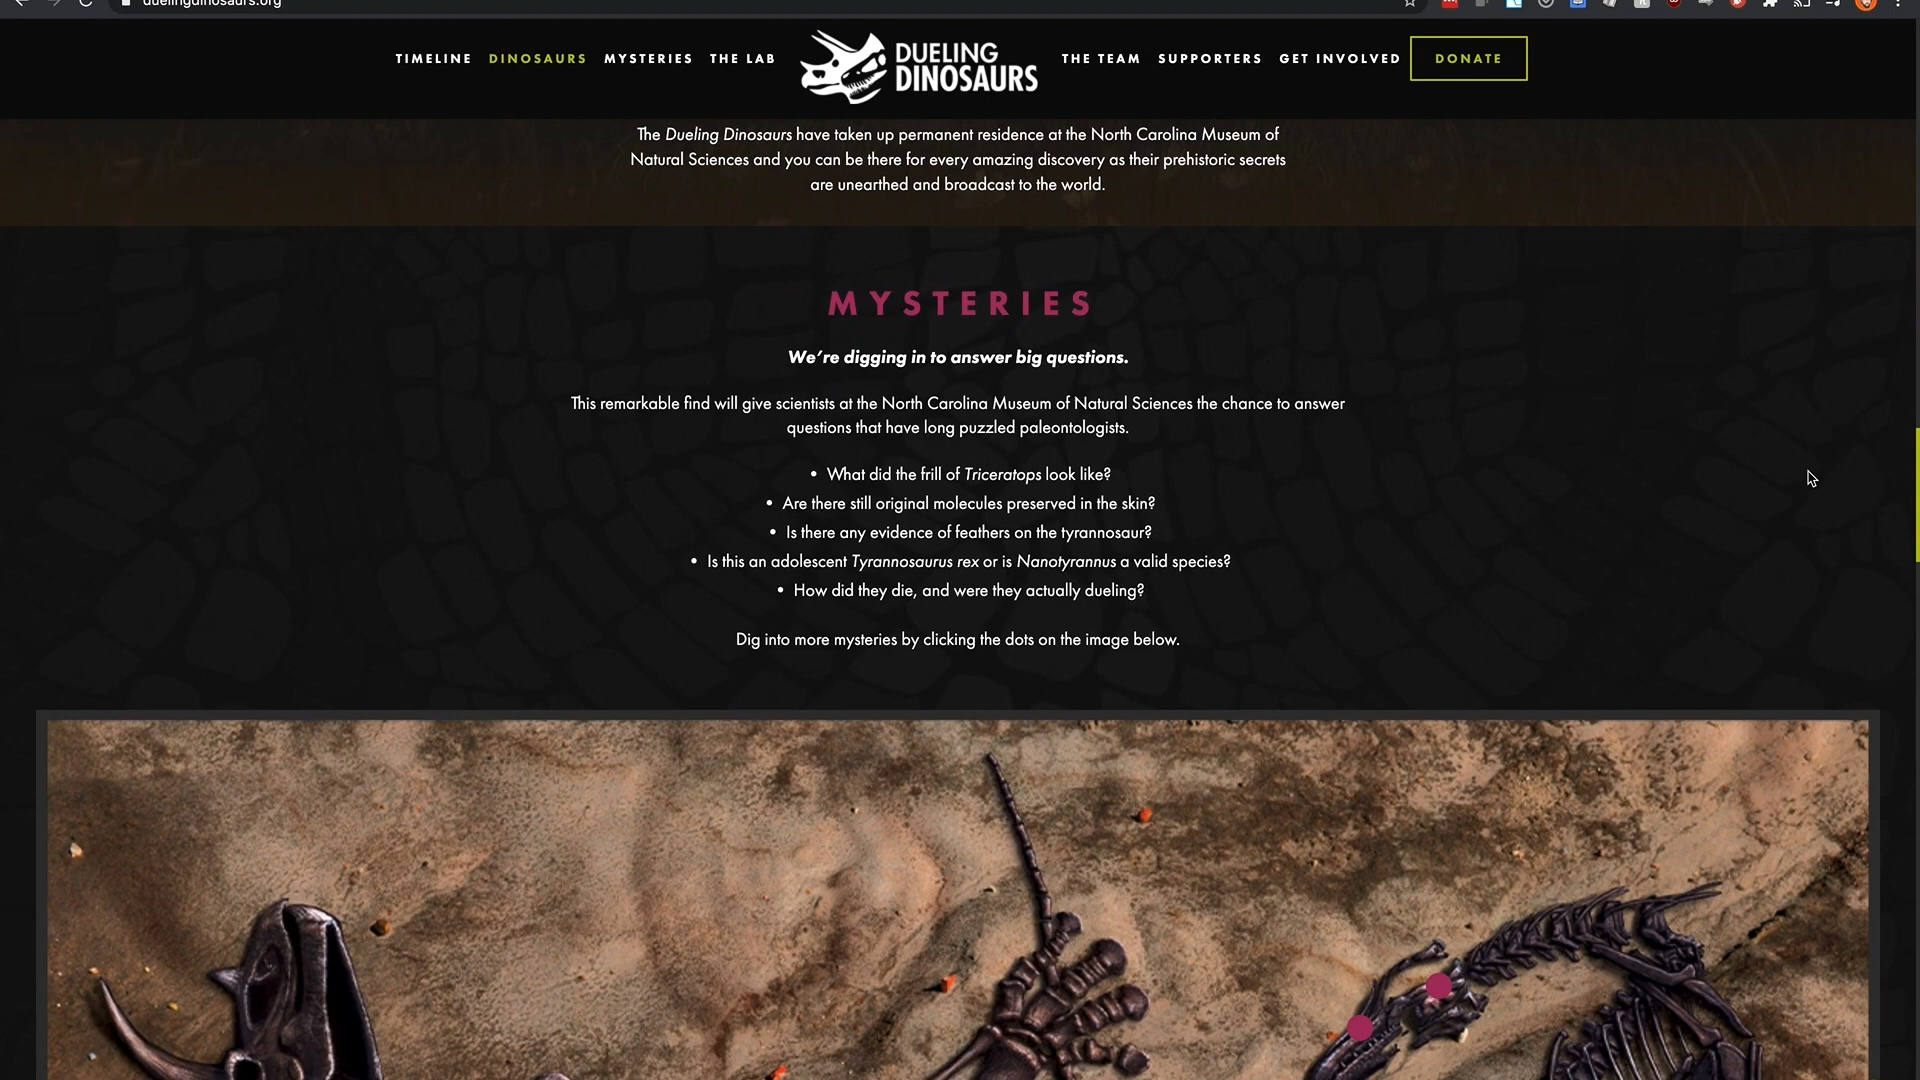 duelingdinosaurs.org
TIMELINE DINOSAURS MYSTERIES THE LAB DUELING DINOSAURS THE TEAM SUPPORTERS GET INVOLVED DONATE
The Dueling Dinosaurs have taken up permanent residence at the North Carolina Museum of
Natural Sciences and you can be there for every amazing discovery as their prehistoric secrets
are unearthed and broadcast to the world.
MYSTERIES
We're digging in to answer big questions.
This remarkable find will give scientists at the North Carolina Museum of Natural Sciences the chance to answer
questions that have long puzzled paleontologists.
• What did the frill of Triceratops look like?
• Are there still original molecules preserved in the skin?
• Is there any evidence of feathers on the tyrannosaur?
• Is this an adolescent Tyrannosaurus rex or is Nanotyrannus a valid species?
• How did they die, and were they actually dueling?
Dig into more mysteries by clicking the dots on the image below.